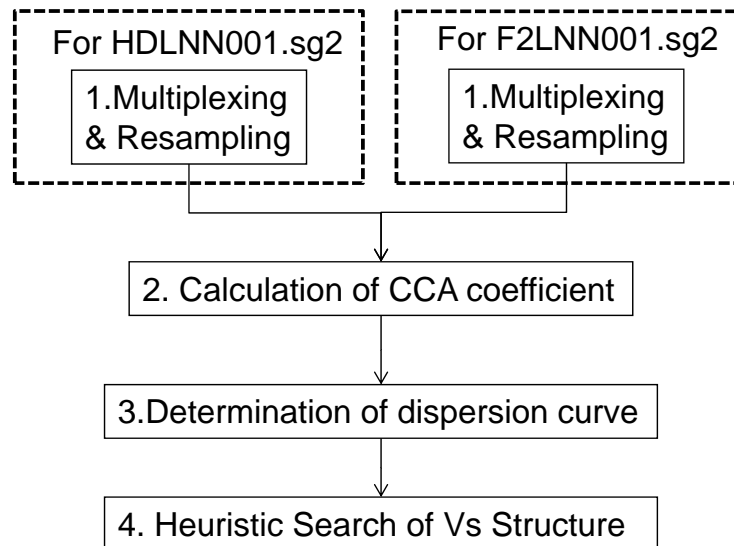 For HDLNN001.sg2
1.Multiplexing
& Resampling
For F2LNN001.sg2
1.Multiplexing
& Resampling
2. Calculation of CCA coefficient
3.Determination of dispersion curve
4. Heuristic Search of Vs Structure